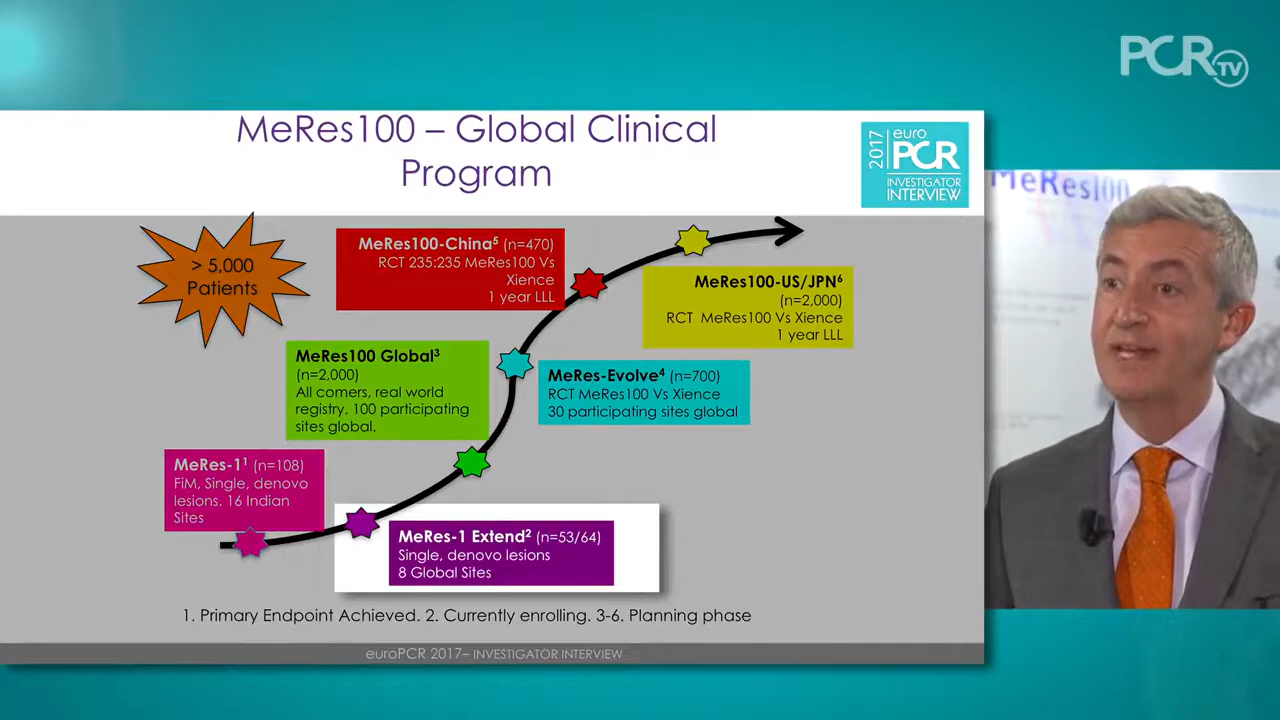 PCR TV
MeRes100 – Global Clinical
Program
2017
euro
PCR
INVESTIGATOR
INTERVIEW
MeRes100
> 5,000
Patients
MeRes100-China⁵ (n=470)
RCT 235:235 MeRes100 Vs
Xience
1 year LLL
MeRes100-US/JPN⁶
(n=2,000)
RCT MeRes100 Vs Xience
1 year LLL
MeRes100 Global³
(n=2,000)
All comers, real world
registry. 100 participating
sites global.
MeRes-Evolve⁴ (n=700)
RCT MeRes100 Vs Xience
30 participating sites global
MeRes-1¹ (n=108)
FiM, Single, denovo
lesions. 16 Indian
Sites
MeRes-1 Extend² (n=53/64)
Single, denovo lesions
8 Global Sites
1. Primary Endpoint Achieved. 2. Currently enrolling. 3-6. Planning phase
euroPCR 2017– INVESTIGATOR INTERVIEW